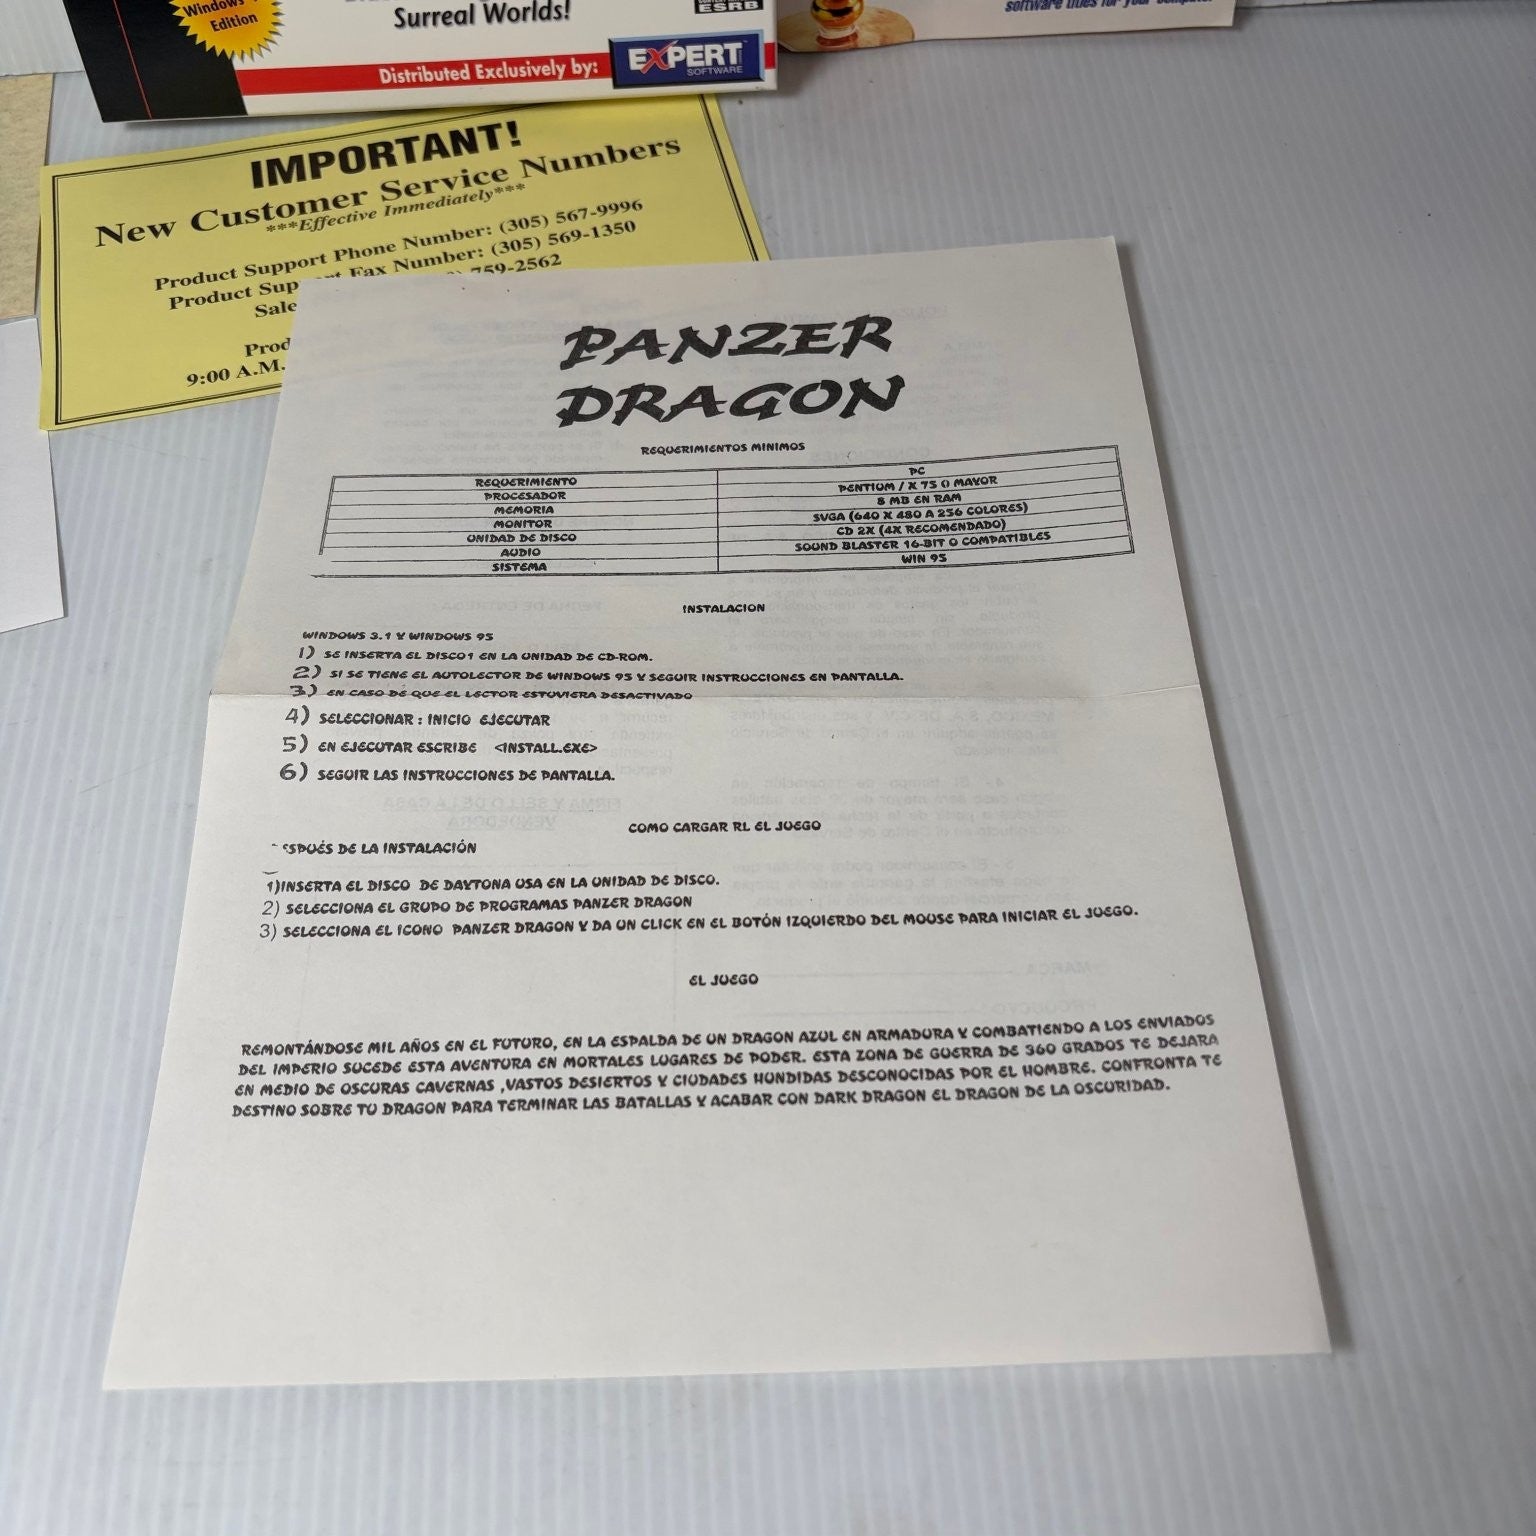 Windows
Edition
Surreal Worlds!
ESRB
Distributed Exclusively by:
EXPERT
SOFTWARE
software titles for your computer
IMPORTANT!
New Customer Service Numbers
***Effective Immediately***
Product Support Phone Number: (305) 567-9996
Product Support Fax Number: (305) 569-1350
Sale 759-2562
Prod
9:00 A.M.
PANZER
DRAGON
REQUERIMIENTOS MINIMOS
REQUERIMIENTO PC
PROCESADOR PENTIUM / X 75 O MAYOR
MEMORIA 8 MB EN RAM
MONITOR SVGA (640 X 480 A 256 COLORES)
UNIDAD DE DISCO CD 2X (4X RECOMENDADO)
AUDIO SOUND BLASTER 16-BIT O COMPATIBLES
SISTEMA WIN 95
INSTALACION
WINDOWS 3.1 Y WINDOWS 95
1) SE INSERTA EL DISCO1 EN LA UNIDAD DE CD-ROM.
2) SI SE TIENE EL AUTOLECTOR DE WINDOWS 95 Y SEGUIR INSTRUCCIONES EN PANTALLA.
3) EN CASO DE QUE EL LECTOR ESTUVIERA DESACTIVADO
4) SELECCIONAR : INICIO EJECUTAR
5) EN EJECUTAR ESCRIBE <INSTALL.EXE>
6) SEGUIR LAS INSTRUCCIONES DE PANTALLA.
COMO CARGAR RL EL JUEGO
ESPUÉS DE LA INSTALACIÓN
1)INSERTA EL DISCO DE DAYTONA USA EN LA UNIDAD DE DISCO.
2) SELECCIONA EL GRUPO DE PROGRAMAS PANZER DRAGON
3) SELECCIONA EL ICONO PANZER DRAGON Y DA UN CLICK EN EL BOTÓN IZQUIERDO DEL MOUSE PARA INICIAR EL JUEGO.
EL JUEGO
REMONTÁNDOSE MIL AÑOS EN EL FUTURO, EN LA ESPALDA DE UN DRAGON AZUL EN ARMADURA Y COMBATIENDO A LOS ENVIADOS
DEL IMPERIO SUCEDE ESTA AVENTURA EN MORTALES LUGARES DE PODER. ESTA ZONA DE GUERRA DE 360 GRADOS TE DEJARA
EN MEDIO DE OSCURAS CAVERNAS ,VASTOS DESIERTOS Y CIUDADES HUNDIDAS DESCONOCIDAS POR EL HOMBRE. CONFRONTA TE
DESTINO SOBRE TU DRAGON PARA TERMINAR LAS BATALLAS Y ACABAR CON DARK DRAGON EL DRAGON DE LA OSCURIDAD.